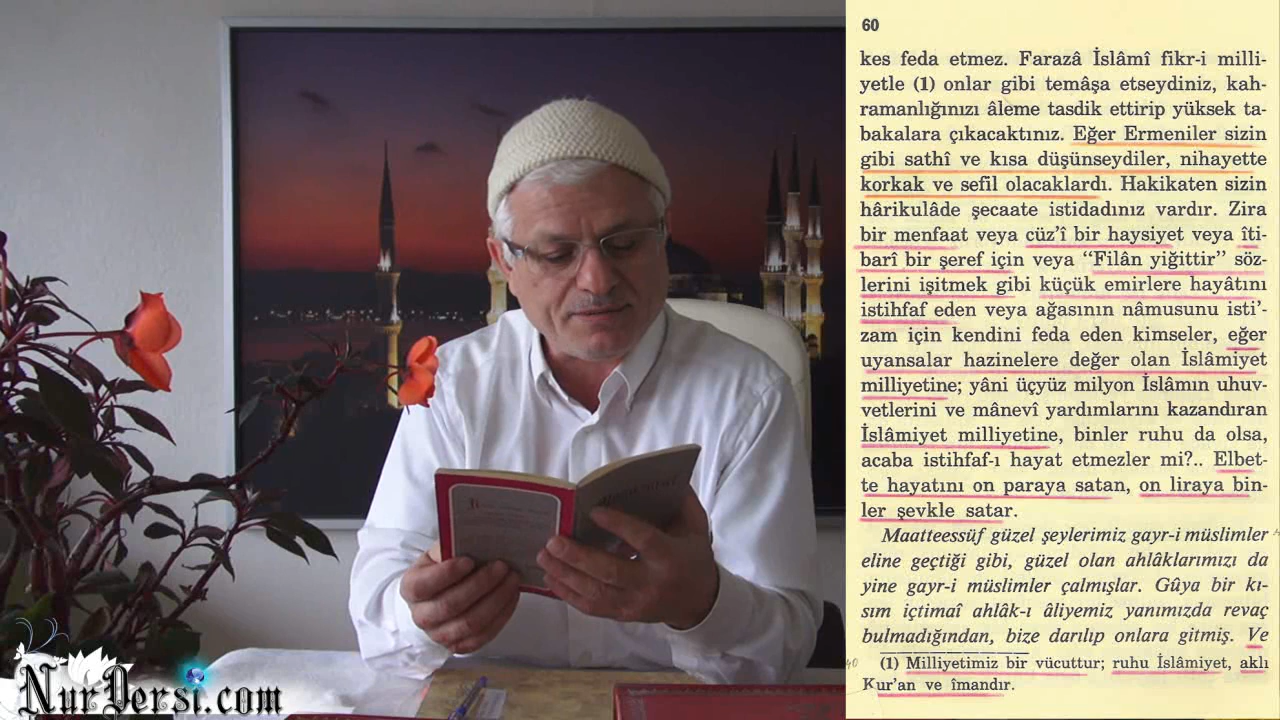 60
kes feda etmez. Farazâ İslâmî fikr-i milli-
yetle (1) onlar gibi temâşa etseydiniz, kah-
ramanlığınızı âleme tasdik ettirip yüksek ta-
bakalara çıkacaktınız. Eğer Ermeniler sizin
gibi sathî ve kısa düşünseydiler, nihayette
korkak ve sefil olacaklardı. Hakikaten sizin
hârikulâde şecaate istidadınız vardır. Zira
bir menfaat veya cüz'î bir haysiyet veya îti-
barî bir şeref için veya “Filân yiğittir” söz-
lerini işitmek gibi küçük emirlere hayâtını
istihfaf eden veya ağasının nâmusunu isti'-
zam için kendini feda eden kimseler, eğer
uyansalar hazinelere değer olan İslâmiyet
milliyetine; yâni üçyüz milyon İslâmın uhuv-
vetlerini ve mânevî yardımlarını kazandıran
İslâmiyet milliyetine, binler ruhu da olsa,
acaba istihfaf-ı hayat etmezler mi?.. Elbet-
te hayatını on paraya satan, on liraya bin-
ler şevkle satar.
Maatteessüf güzel şeylerimiz gayr-i müslimler
eline geçtiği gibi, güzel olan ahlâklarımızı da
yine gayr-i müslimler çalmışlar. Gûya bir kı-
sım içtimaî ahlâk-ı âliyemiz yanımızda revaç
bulmadığından, bize darılıp onlara gitmiş. Ve
(1) Milliyetimiz bir vücuttur; ruhu İslâmiyet, aklı
Kur'an ve îmandır.
NurDersi.com